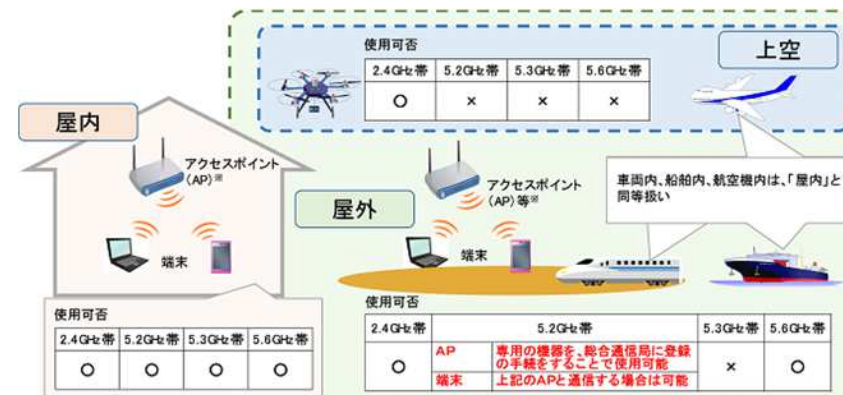 使用可否
上空
2.4GHz帯 5.2GHz帯 5.3GHz帯 5.6GHz帯
○ × × ×
屋内
アクセスポイント
(AP)※
端末
使用可否
2.4GHz帯 5.2GHz帯 5.3GHz帯 5.6GHz帯
○ ○ ○ ○
屋外
アクセスポイント
(AP)等※
端末
車両内、船舶内、航空機内は、「屋内」と
同等扱い
使用可否
2.4GHz帯 5.2GHz帯 5.3GHz帯 5.6GHz帯
○ AP 専用の機器を、総合通信局に登録
の手続をすることで使用可能 × ○
端末 上記のAPと通信する場合は可能